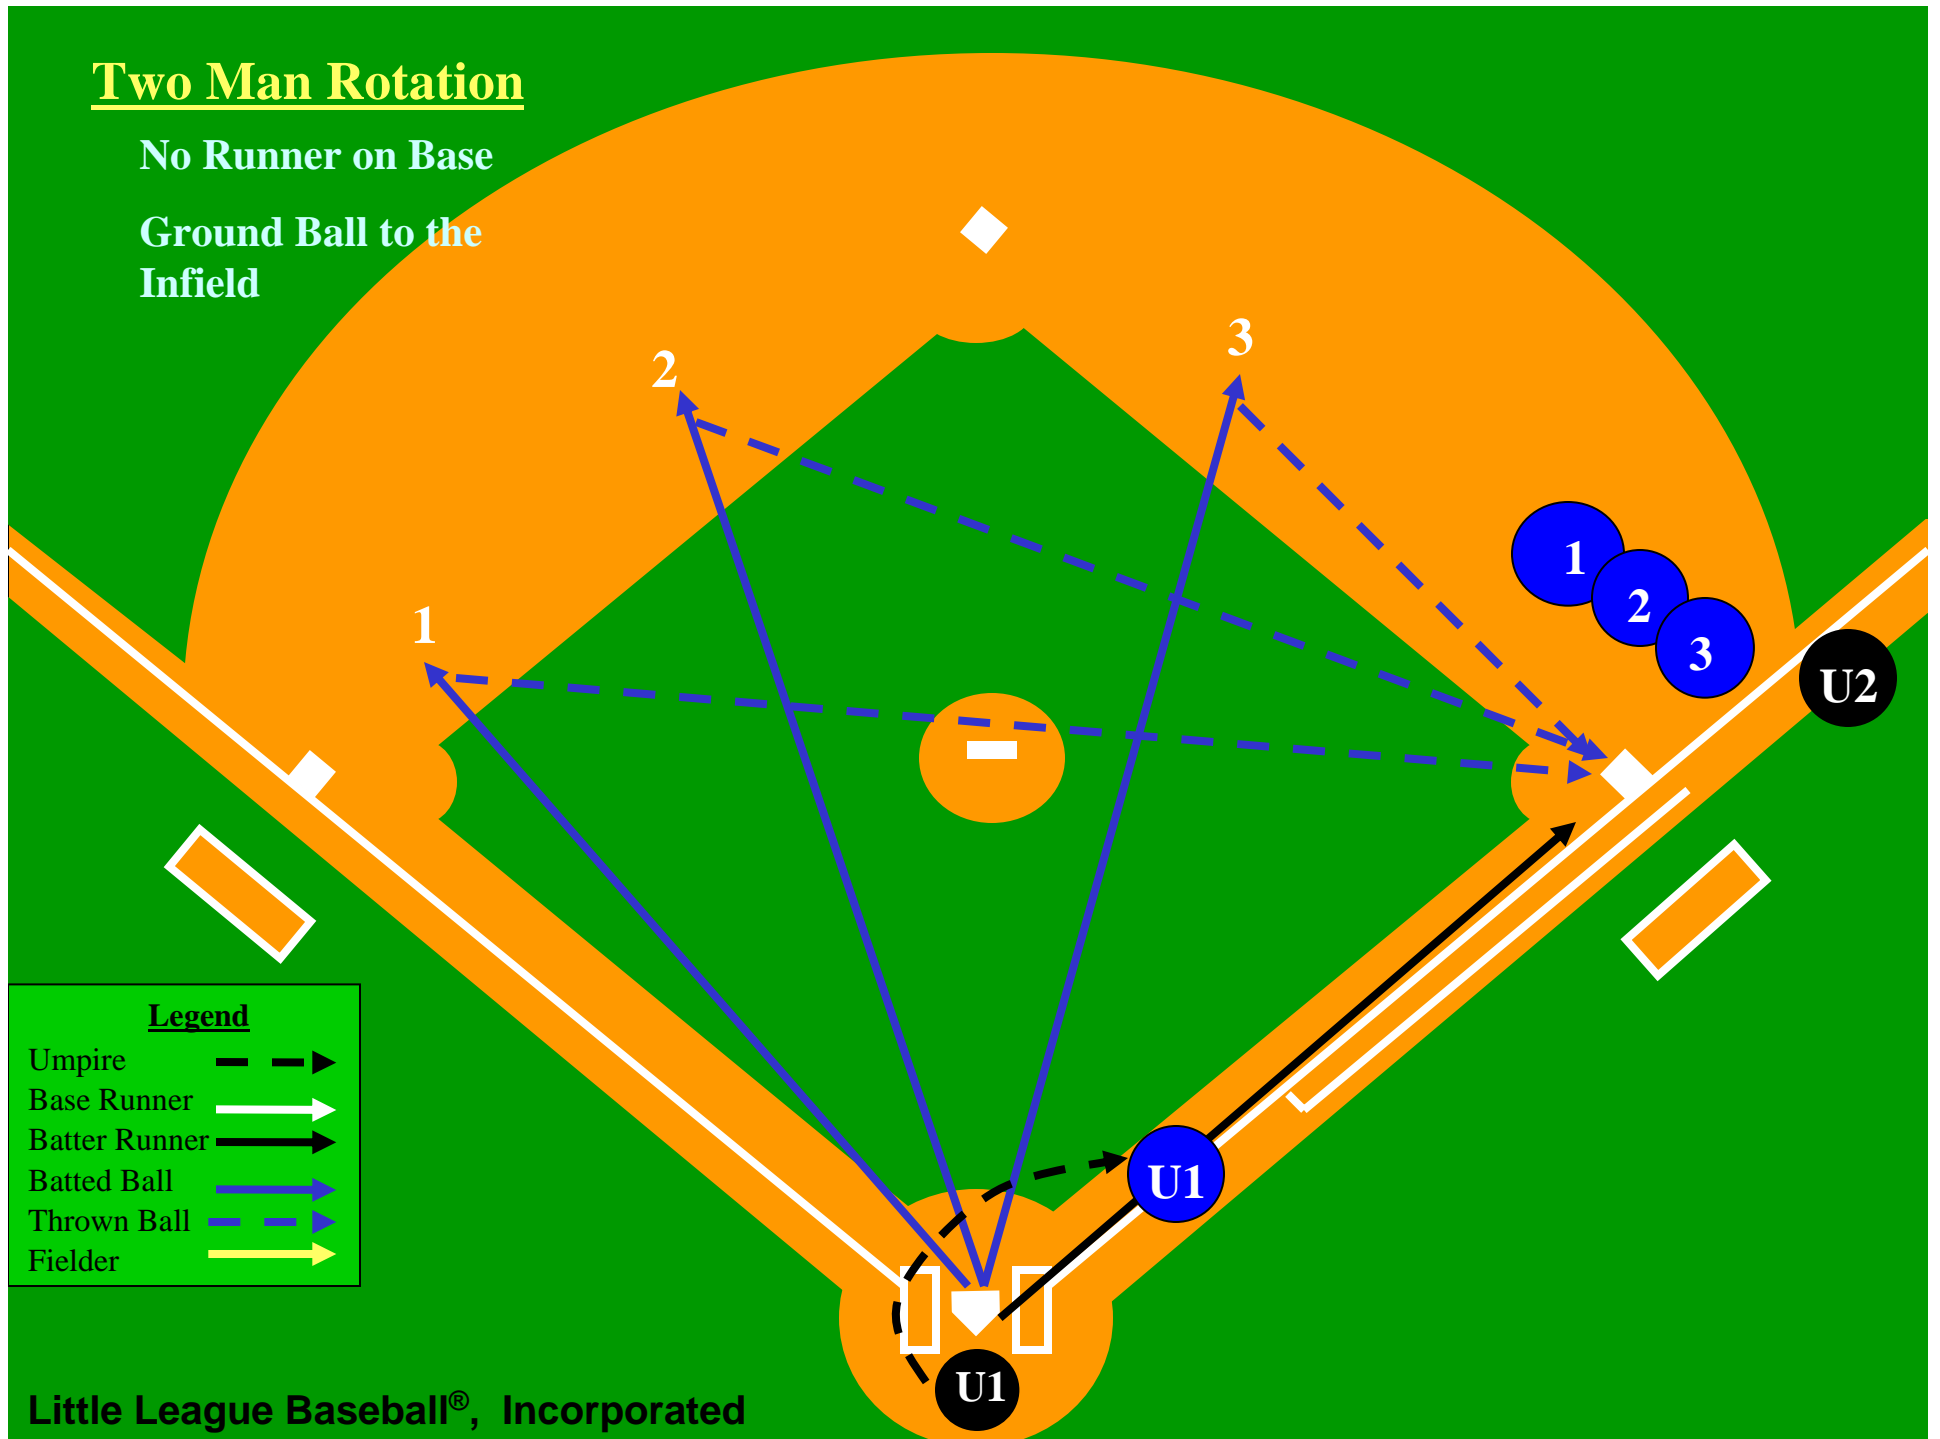 Two Man Rotation
No Runner on Base
Ground Ball to the
Infield
3
2
1
1
2
3
U2
U1
U1
Legend
Umpire
Base Runner
Batter Runner
Batted Ball
Thrown Ball
Fielder
Little League Baseball®, Incorporated